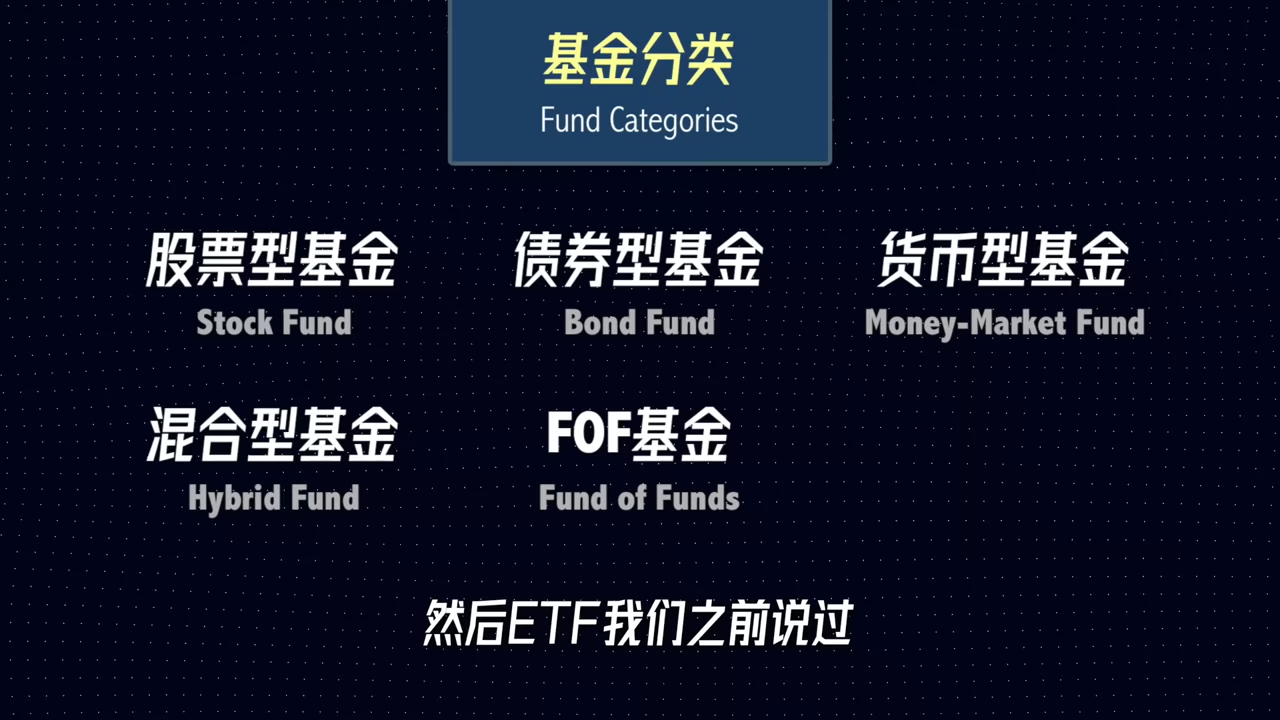 基金分类
Fund Categories
股票型基金
Stock Fund
债券型基金
Bond Fund
货币型基金
Money-Market Fund
混合型基金
Hybrid Fund
FOF基金
Fund of Funds
然后ETF我们之前说过